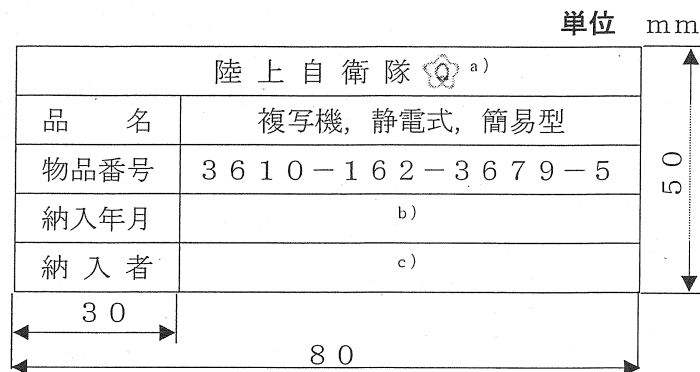 単位 mm
陸上自衛隊 Q a)
品名 複写機，静電式，簡易型
物品番号 3610－162－3679－5
納入年月 b)
納入者 c)
50
30
80